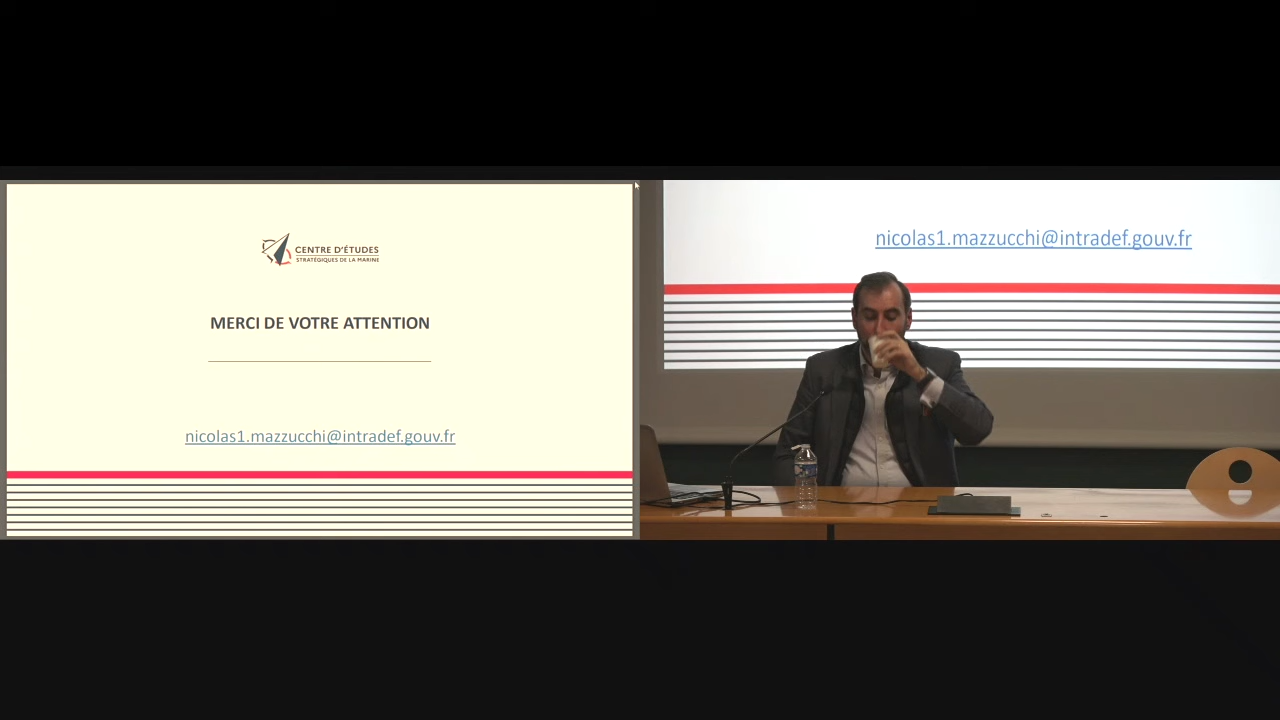 CENTRE D'ÉTUDES
STRATÉGIQUES DE LA MARINE
MERCI DE VOTRE ATTENTION
nicolas1.mazzucchi@intradef.gouv.fr
nicolas1.mazzucchi@intradef.gouv.fr